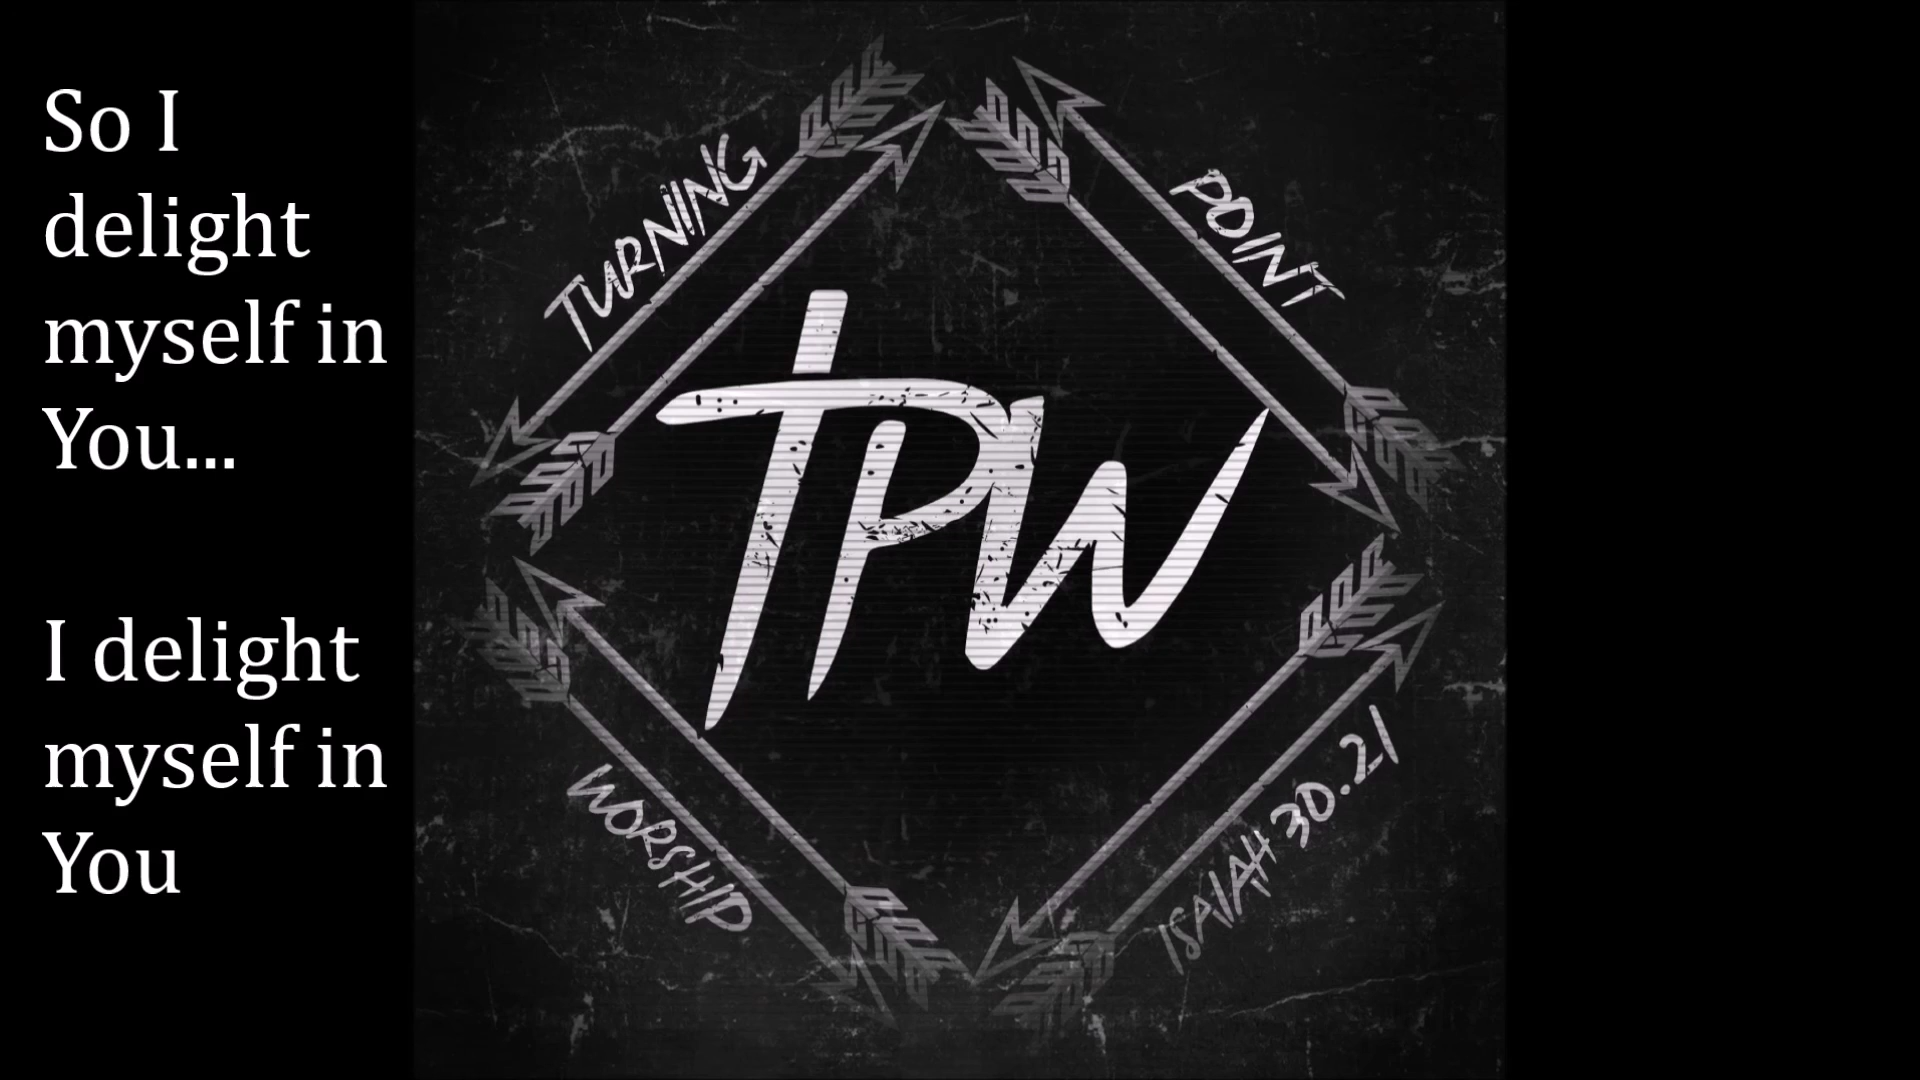 So I
delight
myself in
You...
I delight
myself in
You
TURNING
POINT
TPW
WORSHIP
ISAIAH 30.21